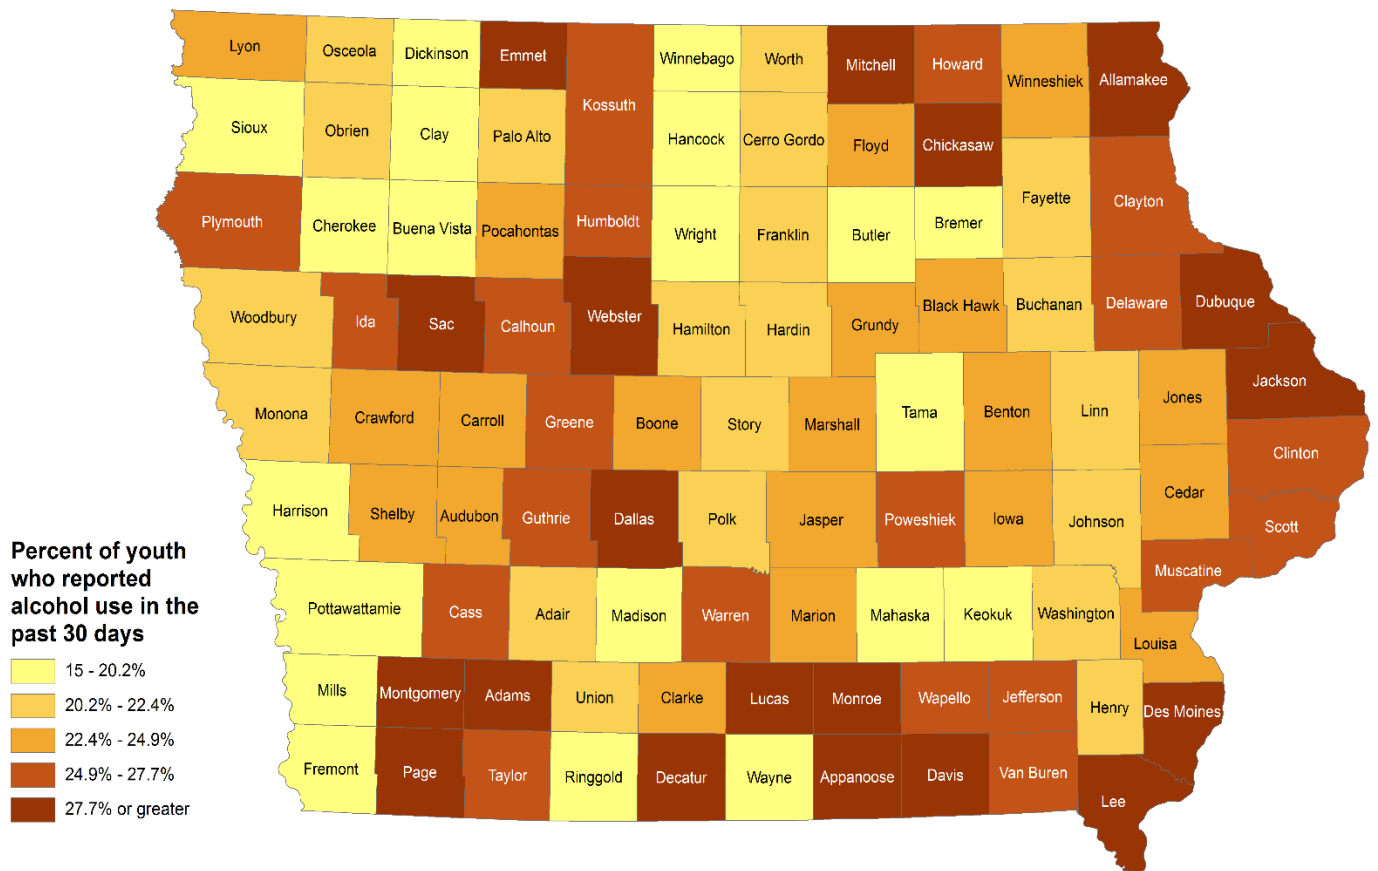 Lyon
Osceola
Dickinson
Emmet
Kossuth
Winnebago
Worth
Mitchell
Howard
Winneshiek
Allamakee
Sioux
Obrien
Clay
Palo Alto
Hancock
Cerro Gordo
Floyd
Chickasaw
Fayette
Clayton
Plymouth
Cherokee
Buena Vista
Pocahontas
Humboldt
Wright
Franklin
Butler
Bremer
Woodbury
Ida
Sac
Calhoun
Webster
Hamilton
Hardin
Grundy
Black Hawk
Buchanan
Delaware
Dubuque
Monona
Crawford
Carroll
Greene
Boone
Story
Marshall
Tama
Benton
Linn
Jones
Jackson
Clinton
Harrison
Shelby
Audubon
Guthrie
Dallas
Polk
Jasper
Poweshiek
Iowa
Johnson
Cedar
Scott
Muscatine
Pottawattamie
Cass
Adair
Madison
Warren
Marion
Mahaska
Keokuk
Washington
Louisa
Mills
Montgomery
Adams
Union
Clarke
Lucas
Monroe
Wapello
Jefferson
Henry
Des Moines
Fremont
Page
Taylor
Ringgold
Decatur
Wayne
Appanoose
Davis
Van Buren
Lee
Percent of youth
who reported
alcohol use in the
past 30 days
15 - 20.2%
20.2% - 22.4%
22.4% - 24.9%
24.9% - 27.7%
27.7% or greater